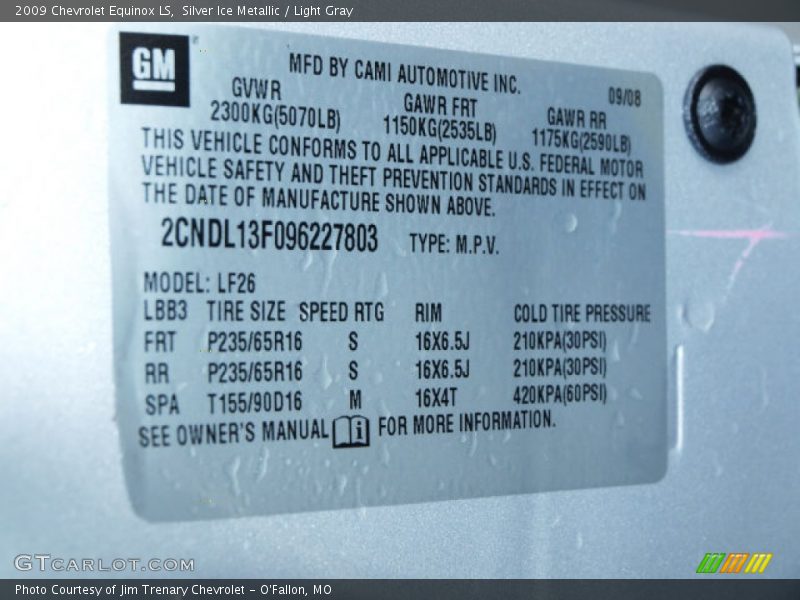 2009 Chevrolet Equinox LS, Silver Ice Metallic / Light Gray
GM
MFD BY CAMI AUTOMOTIVE INC.
09/08
GVWR GAWR FRT GAWR RR
2300KG(5070LB) 1150KG(2535LB) 1175KG(2590LB)
THIS VEHICLE CONFORMS TO ALL APPLICABLE U.S. FEDERAL MOTOR
VEHICLE SAFETY AND THEFT PREVENTION STANDARDS IN EFFECT ON
THE DATE OF MANUFACTURE SHOWN ABOVE.
2CNDL13F096227803 TYPE: M.P.V.
MODEL: LF26
LBB3 TIRE SIZE SPEED RTG RIM COLD TIRE PRESSURE
FRT P235/65R16 S 16X6.5J 210KPA(30PSI)
RR P235/65R16 S 16X6.5J 210KPA(30PSI)
SPA T155/90D16 M 16X4T 420KPA(60PSI)
SEE OWNER'S MANUAL i FOR MORE INFORMATION.
GTCARLOT.COM
Photo Courtesy of Jim Trenary Chevrolet - O'Fallon, MO